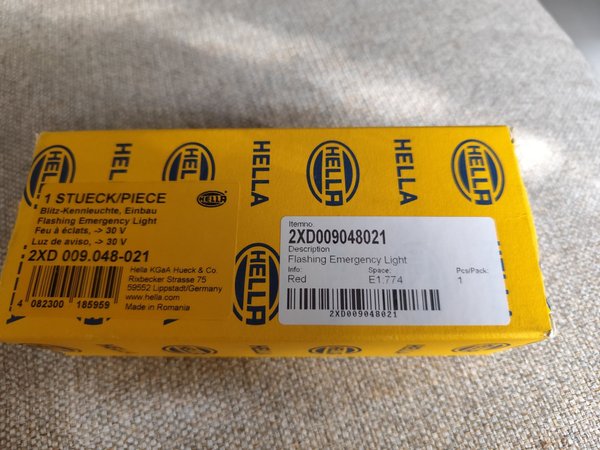 HELLA
HELLA
HELLA
HELLA
HELLA
HELLA
HELLA
1 STUECK/PIECE
HELLA
Blitz-Kennleuchte, Einbau
Flashing Emergency Light
Feu à éclats, -> 30 V
Luz de aviso, -> 30 V
2XD 009.048-021
Hella KGaA Hueck & Co.
Rixbecker Strasse 75
59552 Lippstadt/Germany
www.hella.com
Made in Romania
4 082300 185959
HELLA
Itemno.
2XD009048021
Description
Flashing Emergency Light
Info: Space: Pcs/Pack:
Red E1:774 1
2XD009048021